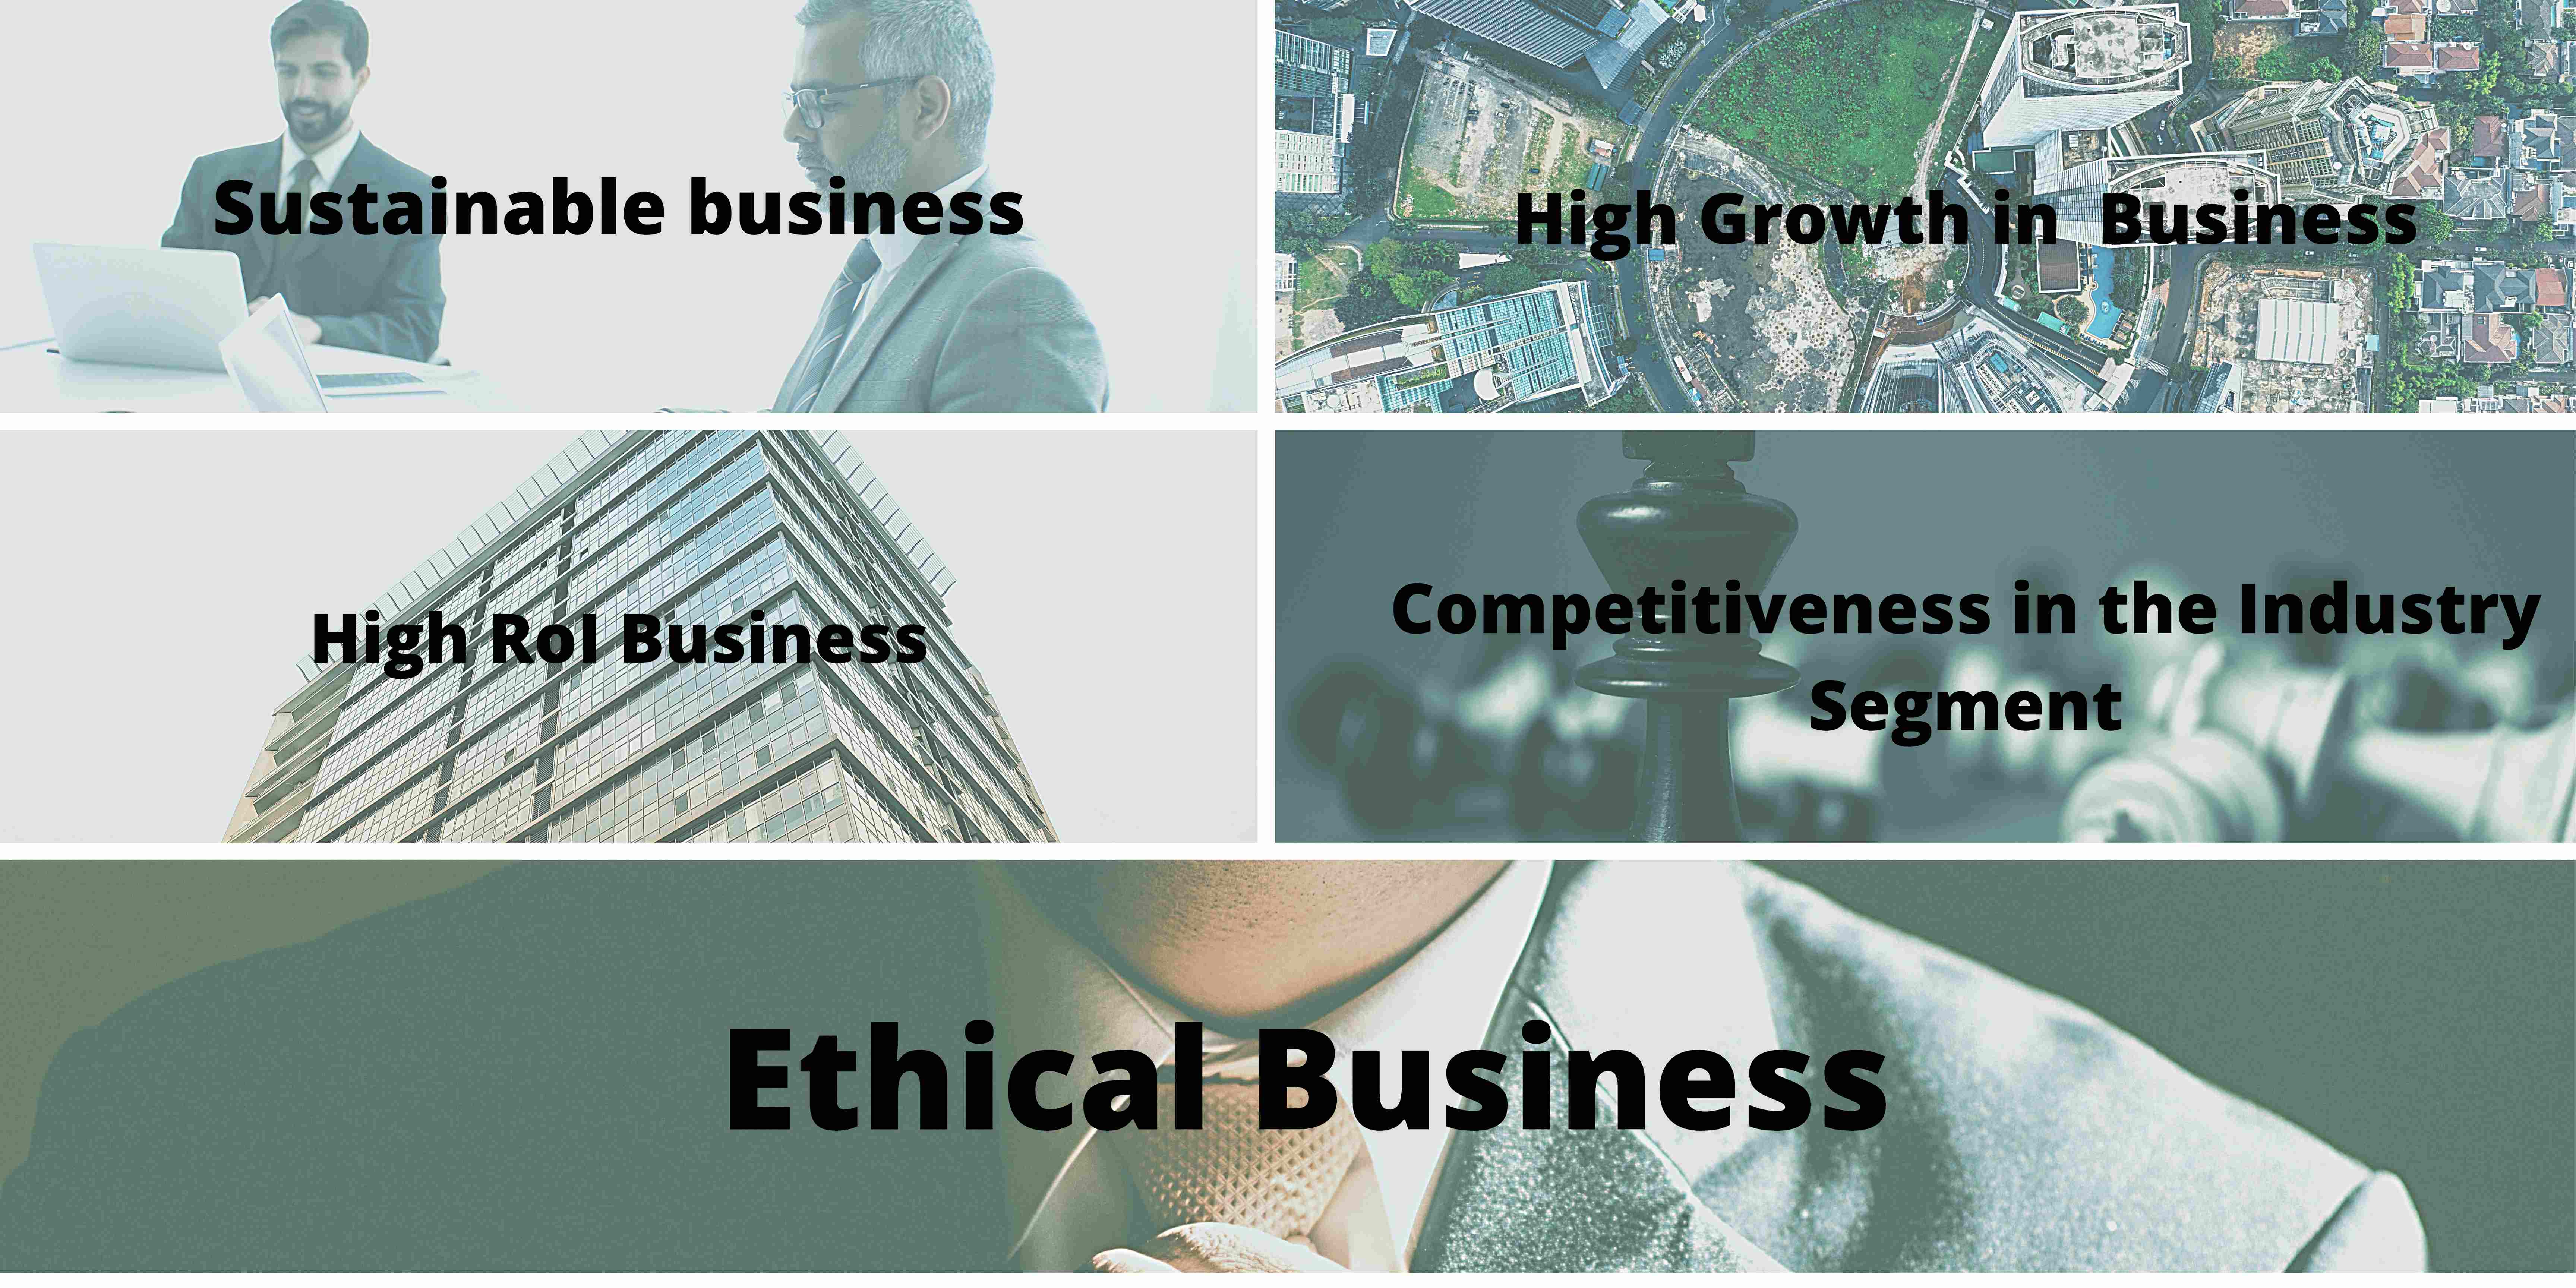 Sustainable business
High Growth in  Business
High RoI Business
Competitiveness in the Industry
Segment
Ethical Business